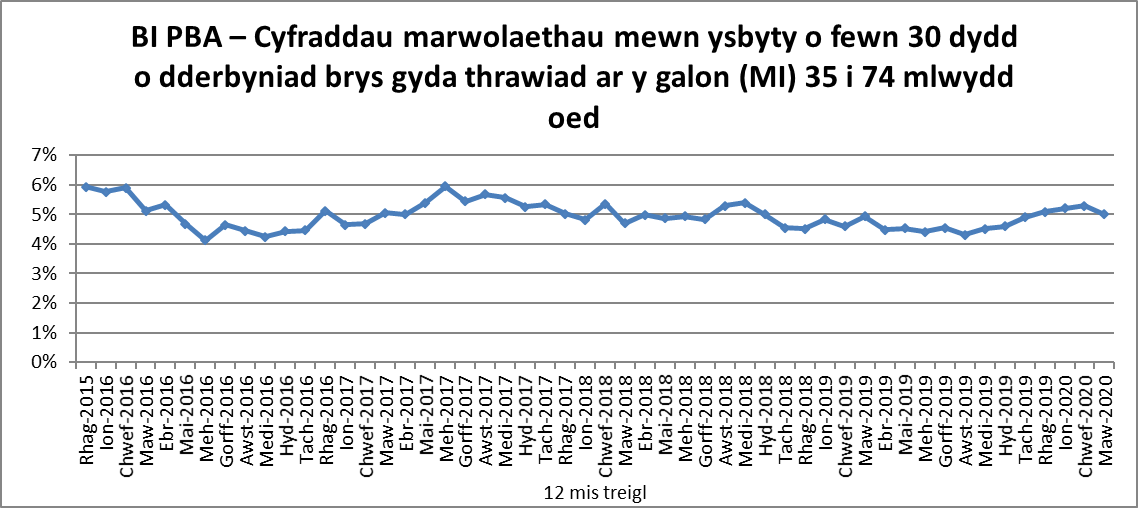 BI PBA – Cyfraddau marwolaethau mewn ysbyty o fewn 30 dydd
o dderbyniad brys gyda thrawiad ar y galon (MI) 35 i 74 mlwydd
oed
7%
6%
5%
4%
3%
2%
1%
0%
Rhag-2015
Ion-2016
Chwef-2016
Maw-2016
Ebr-2016
Mai-2016
Meh-2016
Gorff-2016
Awst-2016
Medi-2016
Hyd-2016
Tach-2016
Rhag-2016
Ion-2017
Chwef-2017
Maw-2017
Ebr-2017
Mai-2017
Meh-2017
Gorff-2017
Awst-2017
Medi-2017
Hyd-2017
Tach-2017
Rhag-2017
Ion-2018
Chwef-2018
Maw-2018
Ebr-2018
Mai-2018
Meh-2018
Gorff-2018
Awst-2018
Medi-2018
Hyd-2018
Tach-2018
Rhag-2018
Ion-2019
Chwef-2019
Maw-2019
Ebr-2019
Mai-2019
Meh-2019
Gorff-2019
Awst-2019
Medi-2019
Hyd-2019
Tach-2019
Rhag-2019
Ion-2020
Chwef-2020
Maw-2020
12 mis treigl